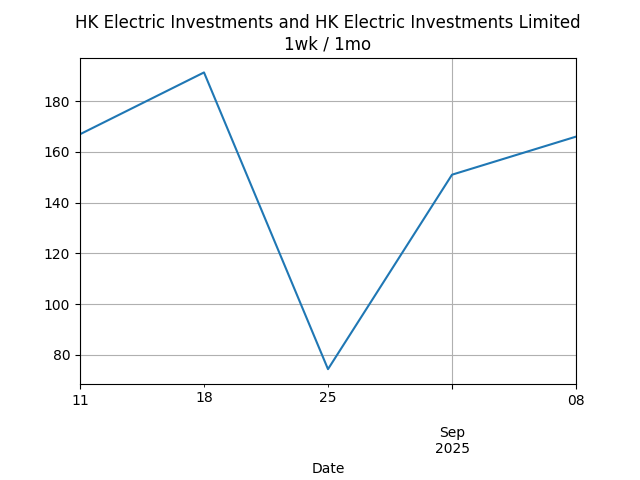 HK Electric Investments and HK Electric Investments Limited
1wk / 1mo
180
160
140
120
100
80
11
18
25
08
Sep
2025
Date